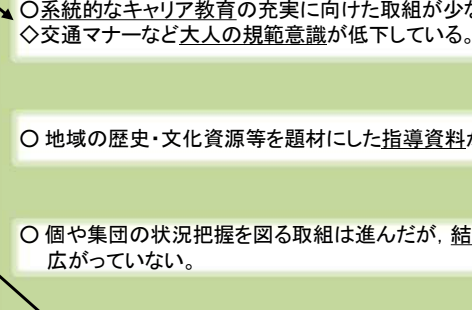 〇系統的なキャリア教育の充実に向けた取組が少な
◇交通マナーなど大人の規範意識が低下している。
〇 地域の歴史・文化資源等を題材にした指導資料が
〇 個や集団の状況把握を図る取組は進んだが，結
広がっていない。